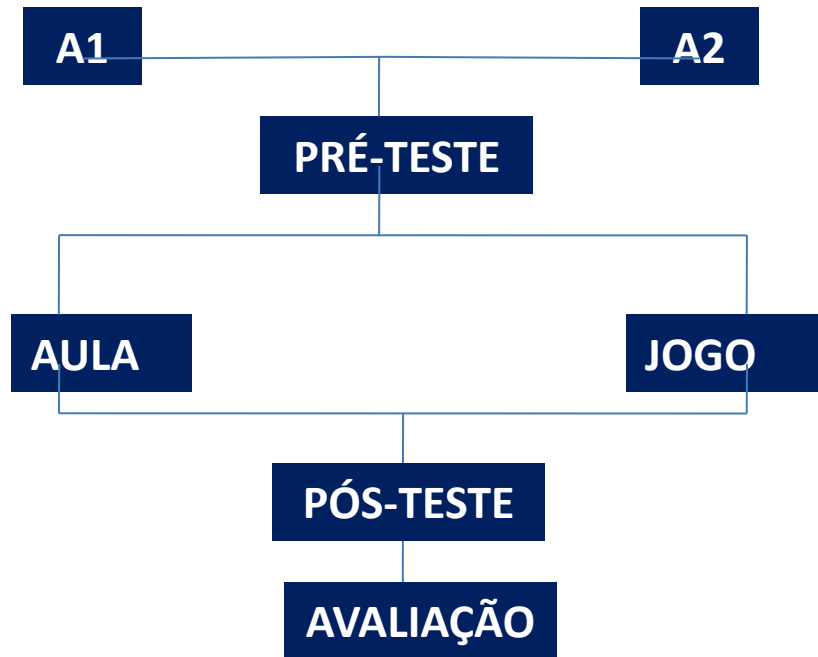 A1
A2
PRÉ-TESTE
AULA
JOGO
PÓS-TESTE
AVALIAÇÃO